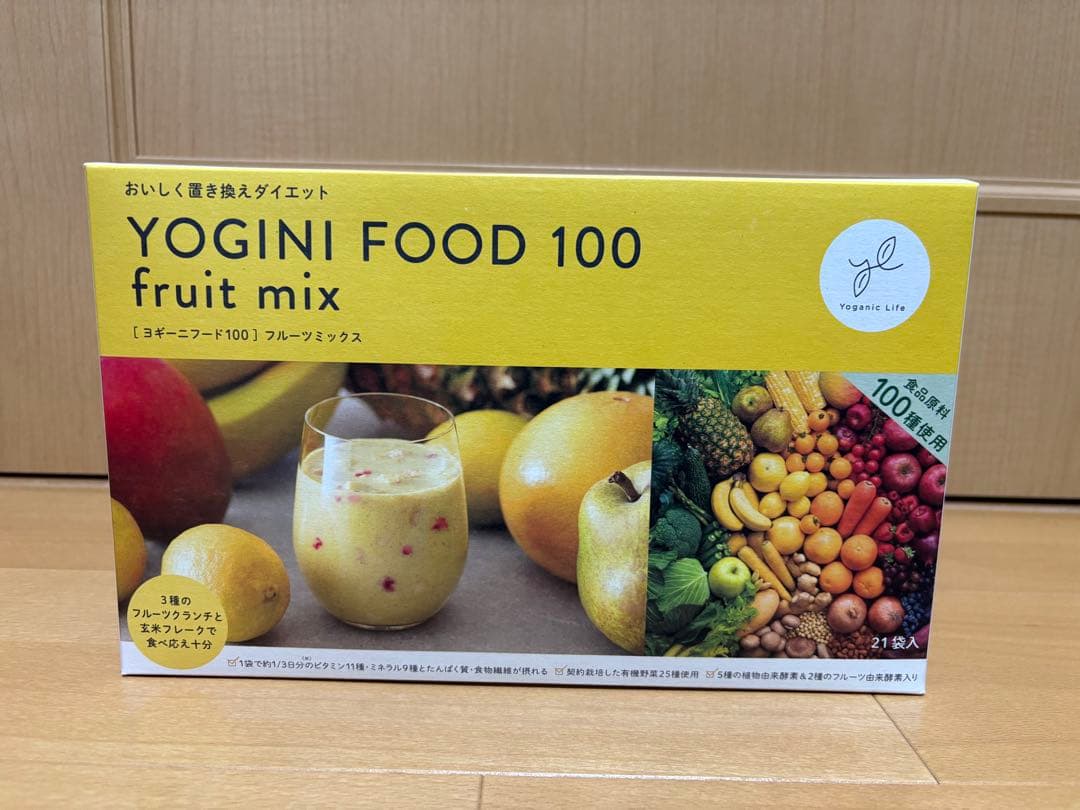 おいしく置き換えダイエット
YOGINI FOOD 100
fruit mix
[ヨギーニフード100] フルーツミックス
yl
Yoganic Life
食品原料
100種使用
3種の
フルーツクランチと
玄米フレークで
食べ応え十分
21袋入
1袋で約1/3日分の(※)ビタミン11種・ミネラル9種とたんぱく質・食物繊維が摂れる 契約栽培した有機野菜25種使用 5種の植物由来酵素&2種のフルーツ由来酵素入り